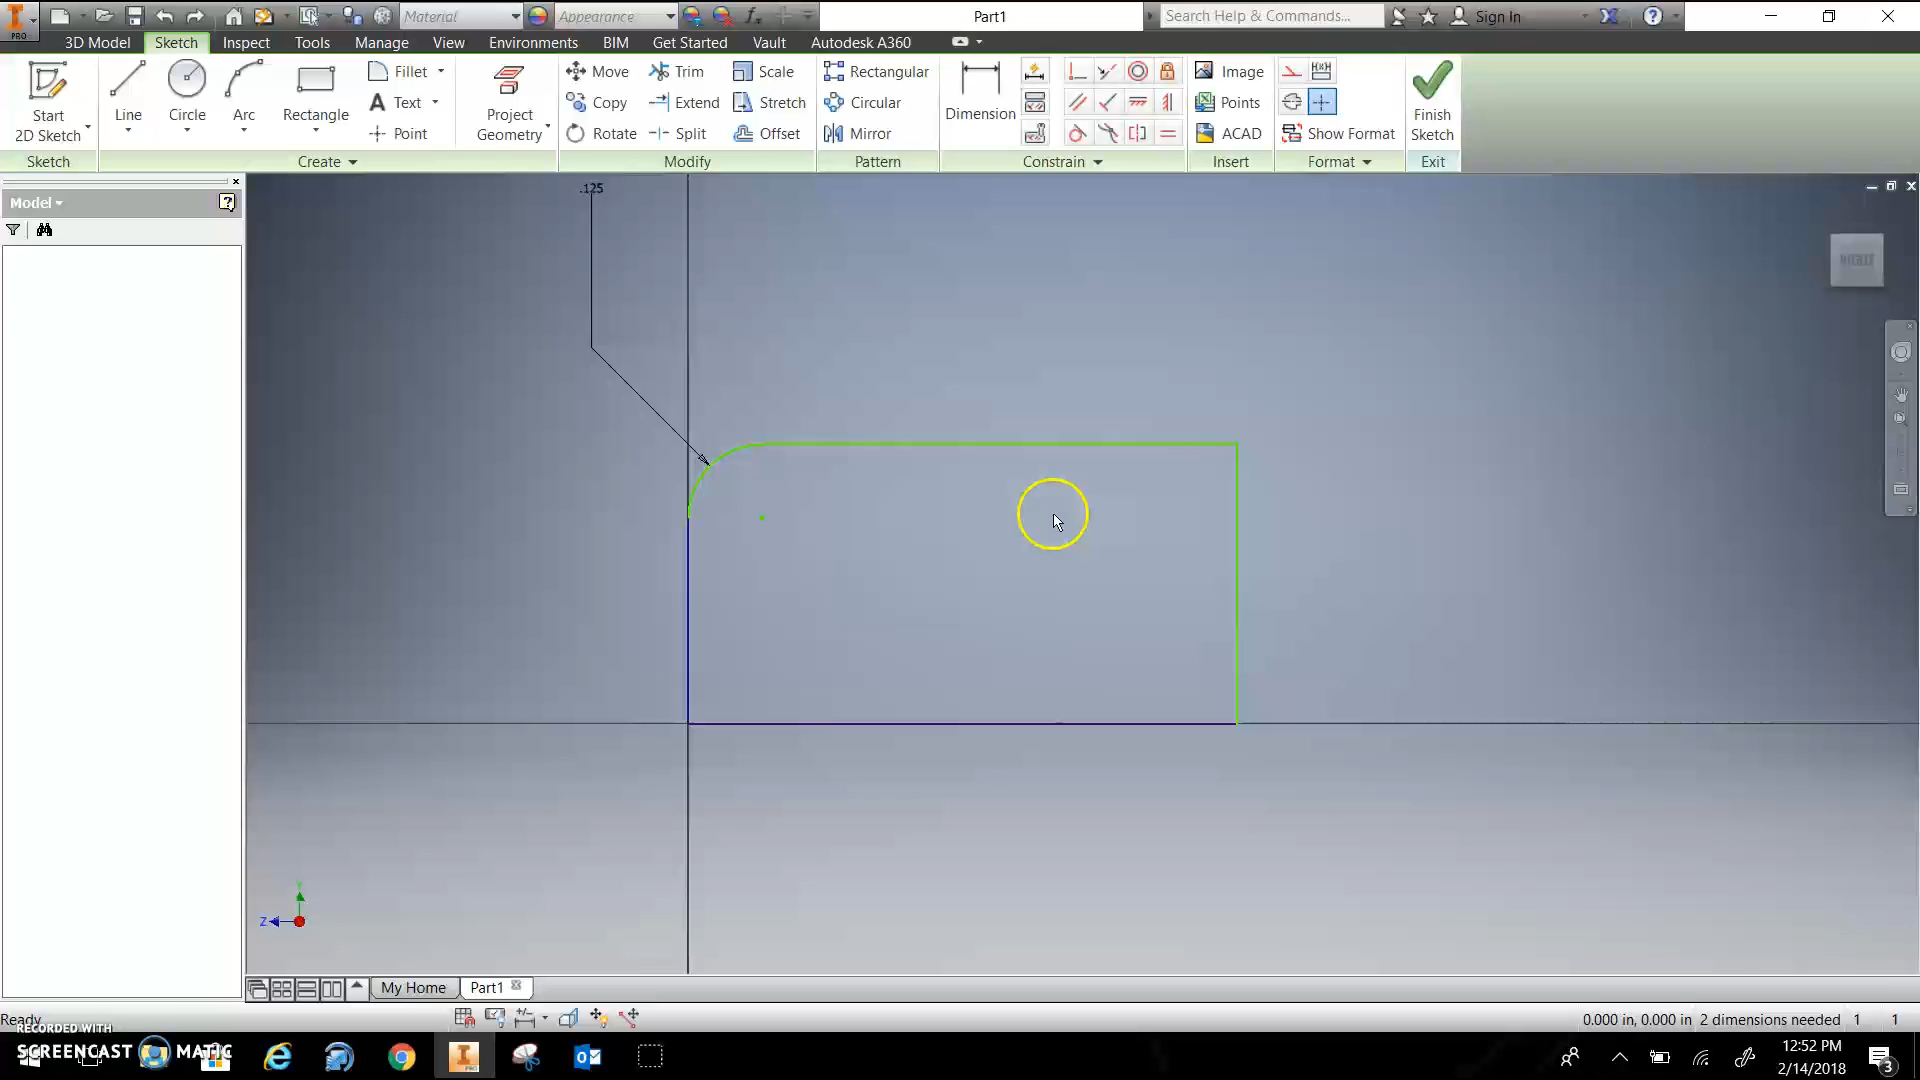 PRO
Material
Appearance
Part1
Search Help & Commands...
Sign In
3D Model
Sketch
Inspect
Tools
Manage
View
Environments
BIM
Get Started
Vault
Autodesk A360
Start
2D Sketch
Line
Circle
Arc
Rectangle
Fillet
Text
Point
Project
Geometry
Move
Copy
Rotate
Trim
Extend
Split
Scale
Stretch
Offset
Rectangular
Circular
Mirror
Dimension
Image
Points
ACAD
Show Format
Finish
Sketch
Sketch
Create
Modify
Pattern
Constrain
Insert
Format
Exit
Model
.125
Y
Z
My Home
Part1
Ready
0.000 in, 0.000 in 2 dimensions needed 1 1
RECORDED WITH
SCREENCAST MATIC
12:52 PM
2/14/2018
3